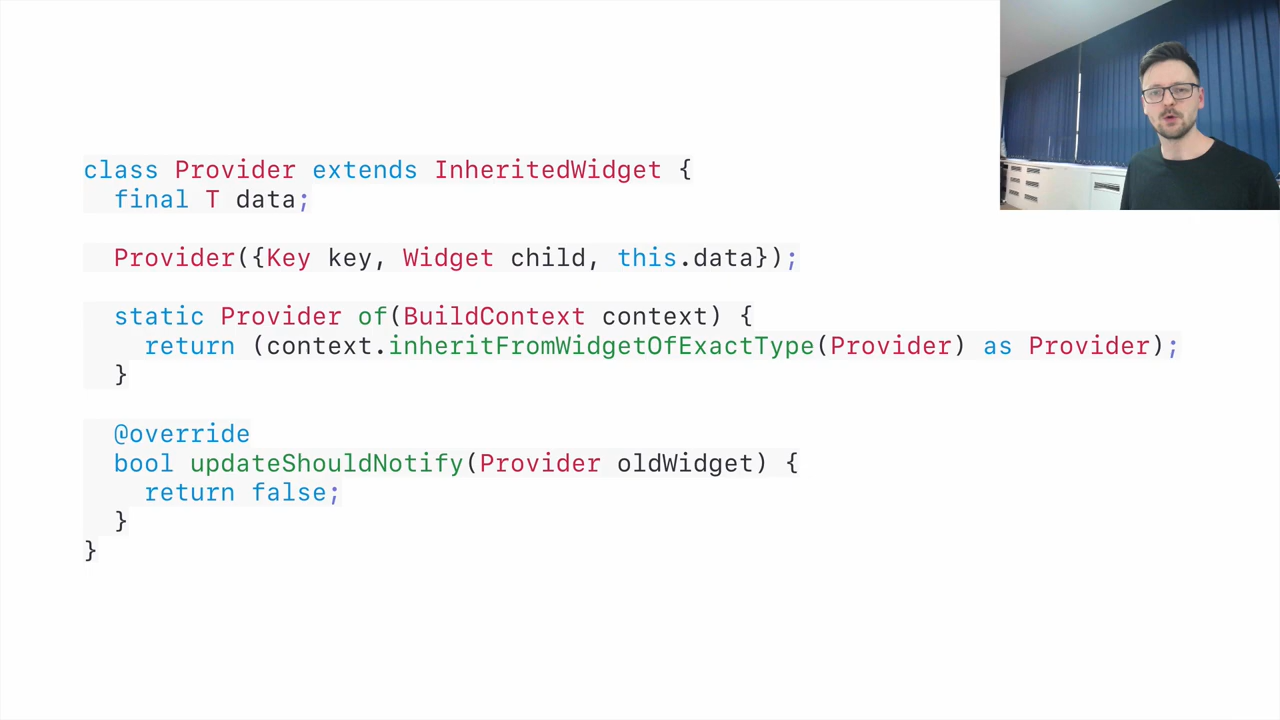 class Provider extends InheritedWidget {
final T data;
Provider({Key key, Widget child, this.data});
static Provider of(BuildContext context) {
return (context.inheritFromWidgetOfExactType(Provider) as Provider);
}
@override
bool updateShouldNotify(Provider oldWidget) {
return false;
}
}